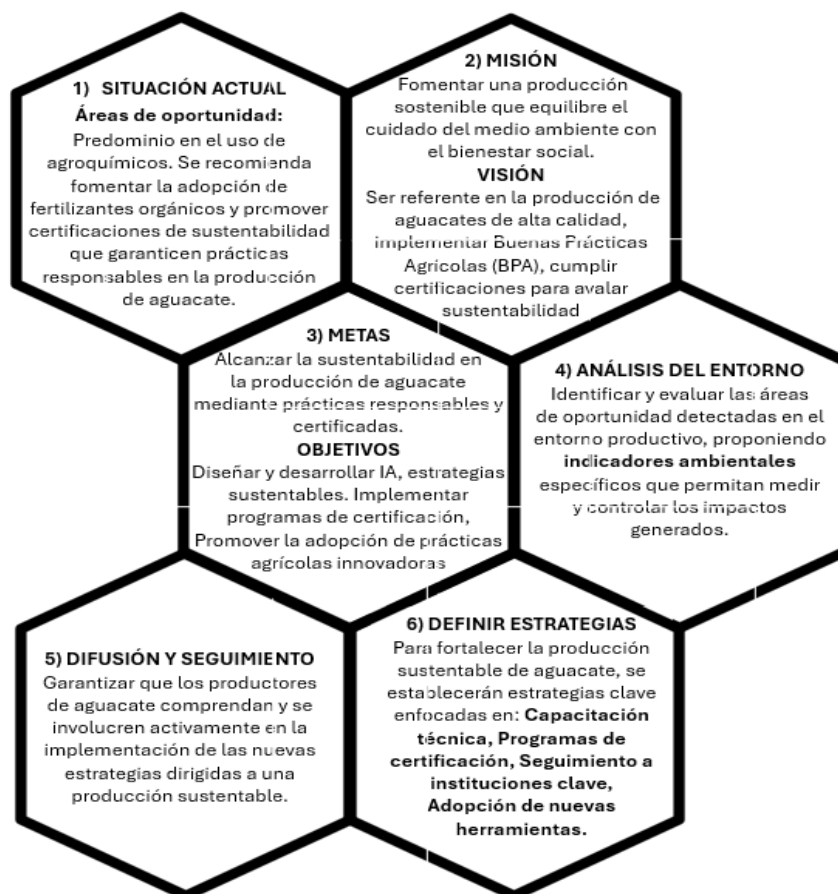 1) SITUACIÓN ACTUAL
Áreas de oportunidad:
Predominio en el uso de
agroquímicos. Se recomienda
fomentar la adopción de
fertilizantes orgánicos y promover
certificaciones de sustentabilidad
que garanticen prácticas
responsables en la producción
de aguacate.
2) MISIÓN
Fomentar una producción
sostenible que equilibre el
cuidado del medio ambiente con
el bienestar social.
VISIÓN
Ser referente en la producción de
aguacates de alta calidad,
implementar Buenas Prácticas
Agrícolas (BPA), cumplir
certificaciones para avalar
sustentabilidad
3) METAS
Alcanzar la sustentabilidad en
la producción de aguacate
mediante prácticas responsables y
certificadas.
OBJETIVOS
Diseñar y desarrollar IA, estrategias
sustentables. Implementar
programas de certificación,
Promover la adopción de prácticas
agrícolas innovadoras
4) ANÁLISIS DEL ENTORNO
Identificar y evaluar las áreas
de oportunidad detectadas en el
entorno productivo, proponiendo
indicadores ambientales
específicos que permitan medir
y controlar los impactos
generados.
5) DIFUSIÓN Y SEGUIMIENTO
Garantizar que los productores
de aguacate comprendan y se
involucren activamente en la
implementación de las nuevas
estrategias dirigidas a una
producción sustentable.
6) DEFINIR ESTRATEGIAS
Para fortalecer la producción
sustentable de aguacate, se
establecerán estrategias clave
enfocadas en: Capacitación
técnica, Programas de
certificación, Seguimiento a
instituciones clave,
Adopción de nuevas
herramientas.